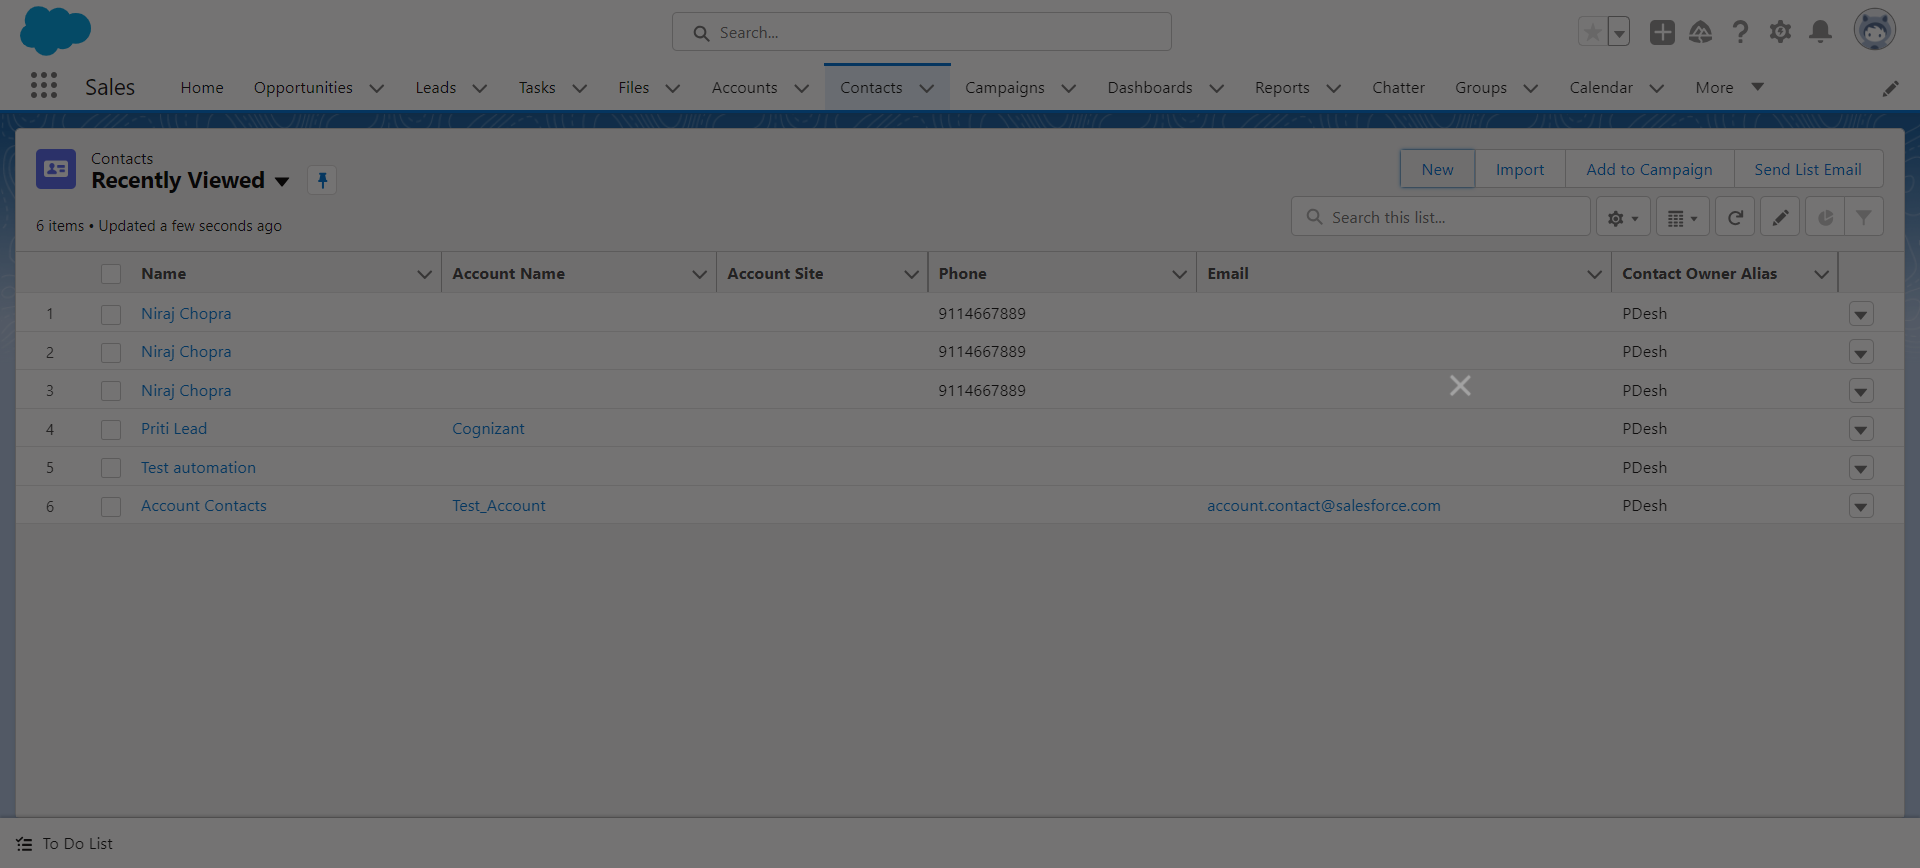 Search...
Sales Home Opportunities Leads Tasks Files Accounts Contacts Campaigns Dashboards Reports Chatter Groups Calendar More
Contacts
Recently Viewed
New Import Add to Campaign Send List Email
6 items • Updated a few seconds ago
Search this list...
Name Account Name Account Site Phone Email Contact Owner Alias
1 Niraj Chopra 9114667889 PDesh
2 Niraj Chopra 9114667889 PDesh
3 Niraj Chopra 9114667889 PDesh
4 Priti Lead Cognizant PDesh
5 Test automation PDesh
6 Account Contacts Test_Account account.contact@salesforce.com PDesh
To Do List